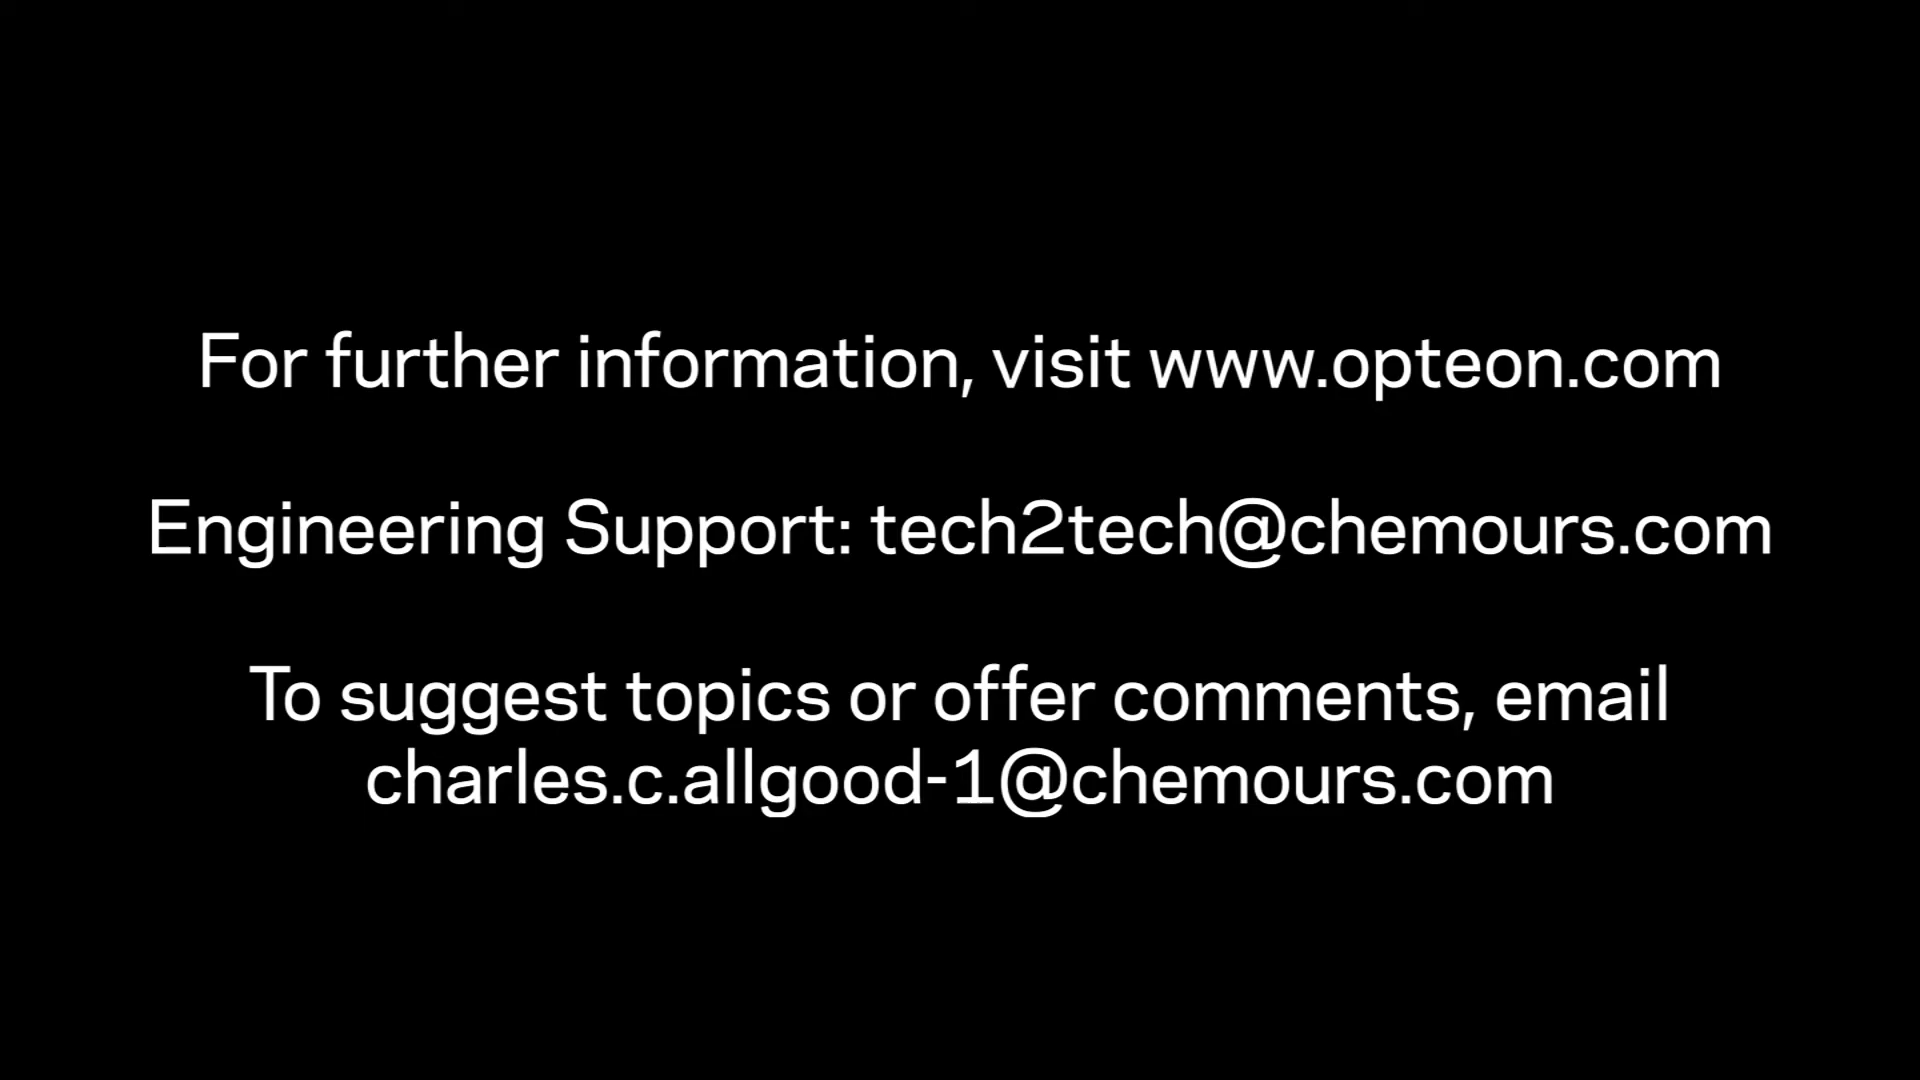 For further information, visit www.opteon.com
Engineering Support: tech2tech@chemours.com
To suggest topics or offer comments, email
charles.c.allgood-1@chemours.com